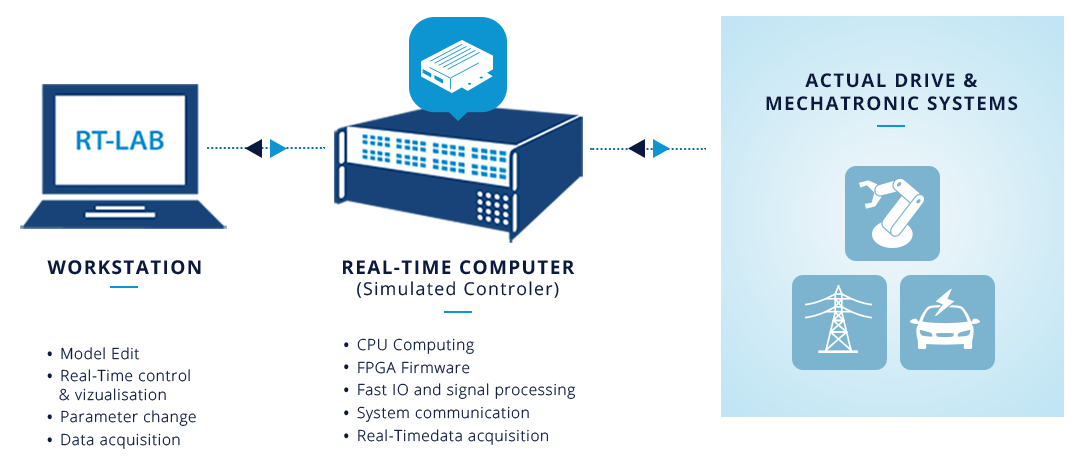 RT-LAB
WORKSTATION
• Model Edit
• Real-Time control
& vizualisation
• Parameter change
• Data acquisition
REAL-TIME COMPUTER
(Simulated Controler)
• CPU Computing
• FPGA Firmware
• Fast IO and signal processing
• System communication
• Real-Timedata acquisition
ACTUAL DRIVE &
MECHATRONIC SYSTEMS